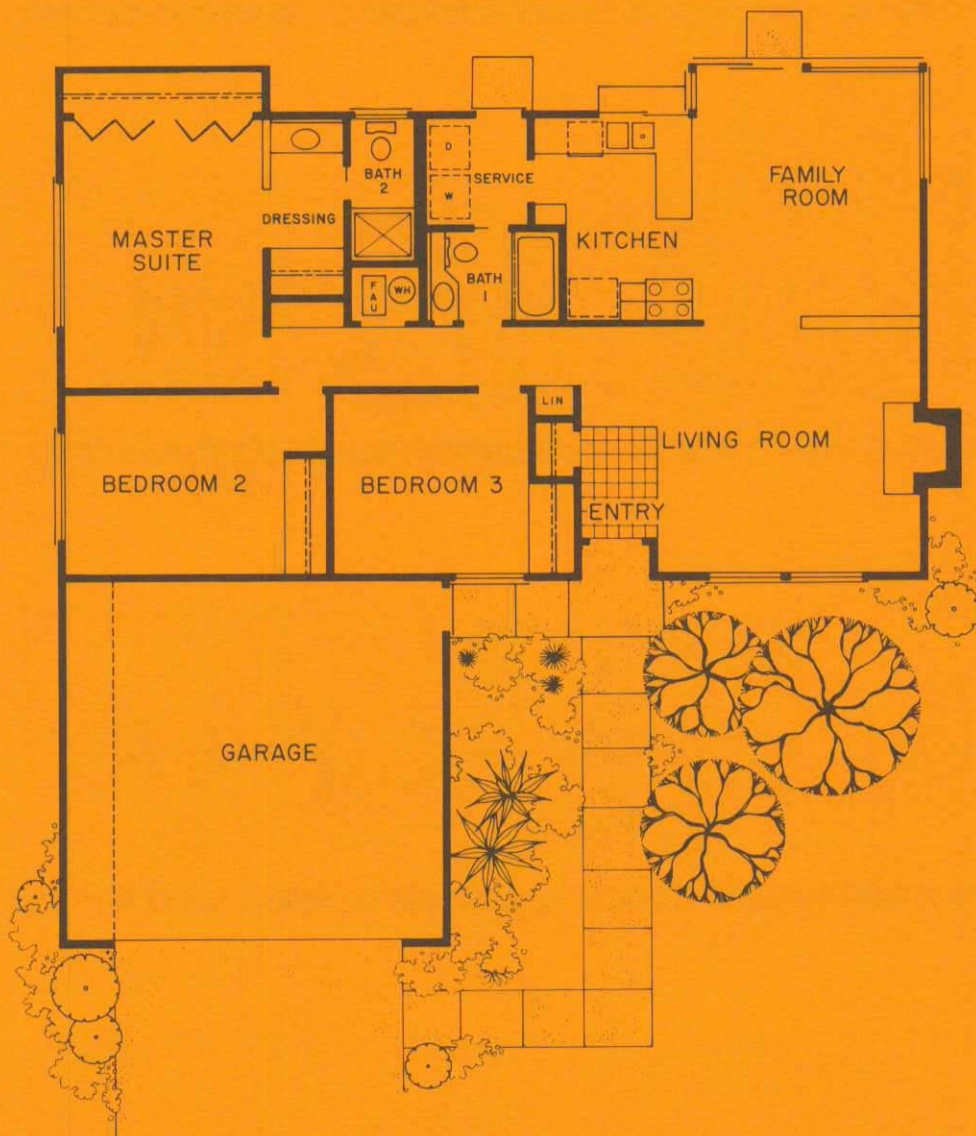 D
W
SERVICE
BATH
2
FAMILY
ROOM
DRESSING
MASTER
SUITE
KITCHEN
BATH
1
FAU
WH
LIN
LIVING ROOM
BEDROOM 2
BEDROOM 3
ENTRY
GARAGE